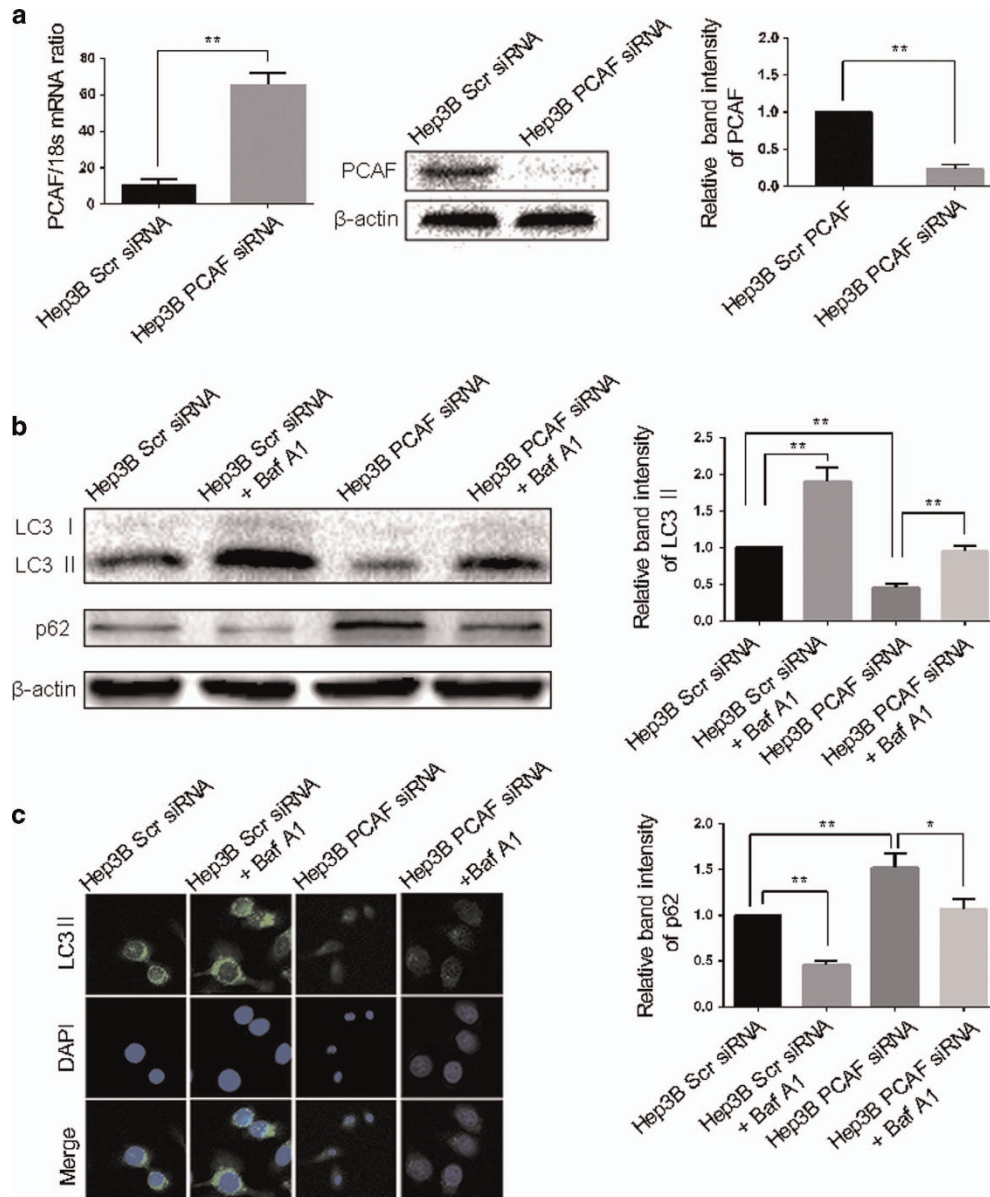 a
PCAF/18s mRNA ratio
80
60
40
20
0
**
Hep3B Scr siRNA
Hep3B PCAF siRNA
Hep3B Scr siRNA
Hep3B PCAF siRNA
PCAF
β-actin
Relative band intensity
of PCAF
2.0
1.5
1.0
0.5
0.0
**
Hep3B Scr PCAF
Hep3B PCAF siRNA
b
Hep3B Scr siRNA
Hep3B Scr siRNA
+ Baf A1
Hep3B PCAF siRNA
Hep3B PCAF siRNA
+ Baf A1
LC3 I
LC3 II
p62
β-actin
Relative band intensity
of LC3 II
2.5
2.0
1.5
1.0
0.5
0.0
**
**
**
Hep3B Scr siRNA
Hep3B Scr siRNA
+ Baf A1
Hep3B PCAF siRNA
Hep3B PCAF siRNA
+ Baf A1
c
Hep3B Scr siRNA
Hep3B Scr siRNA
+ Baf A1
Hep3B PCAF siRNA
Hep3B PCAF siRNA
+Baf A1
LC3 II
DAPI
Merge
Relative band intensity
of p62
2.0
1.5
1.0
0.5
0.0
**
**
*
Hep3B Scr siRNA
Hep3B Scr siRNA
+ Baf A1
Hep3B PCAF siRNA
Hep3B PCAF siRNA
+ Baf A1